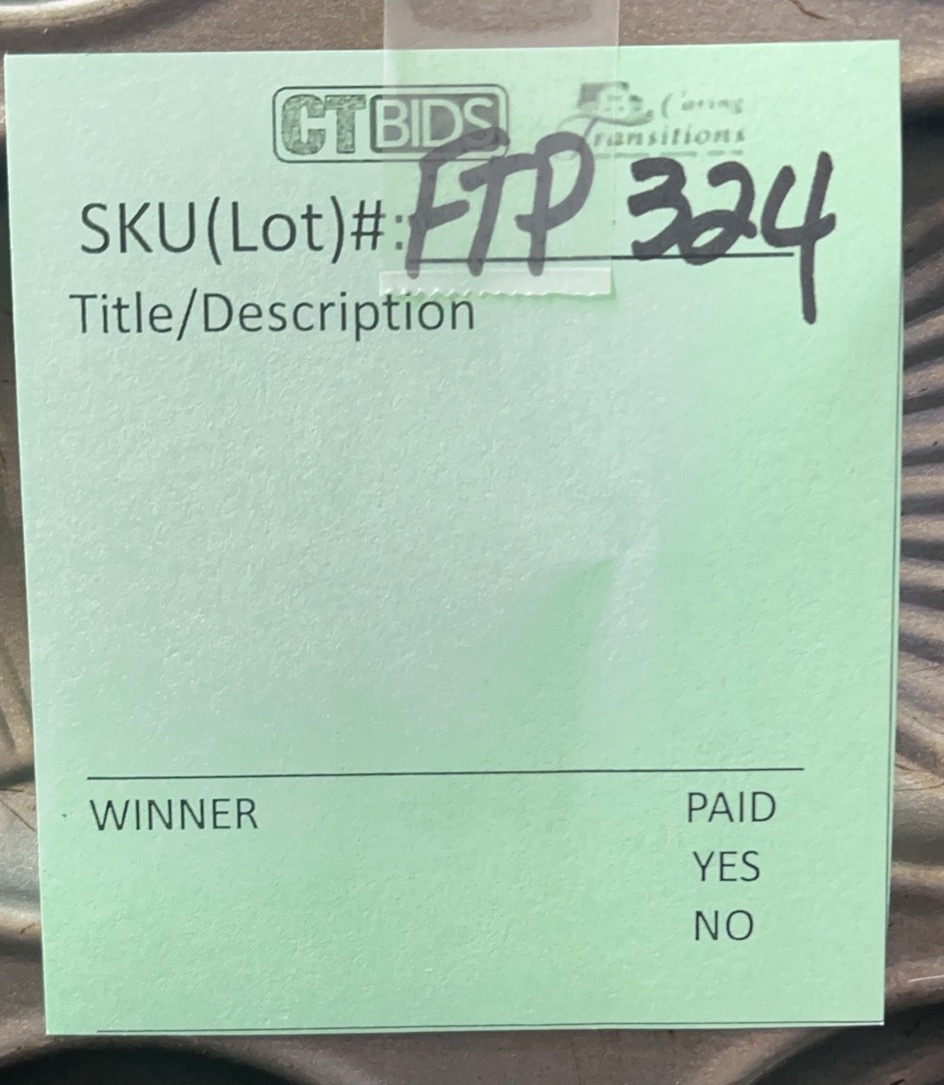 CTBIDS Caring Transitions
SKU(Lot)#: FTP 324
Title/Description
WINNER PAID
YES
NO